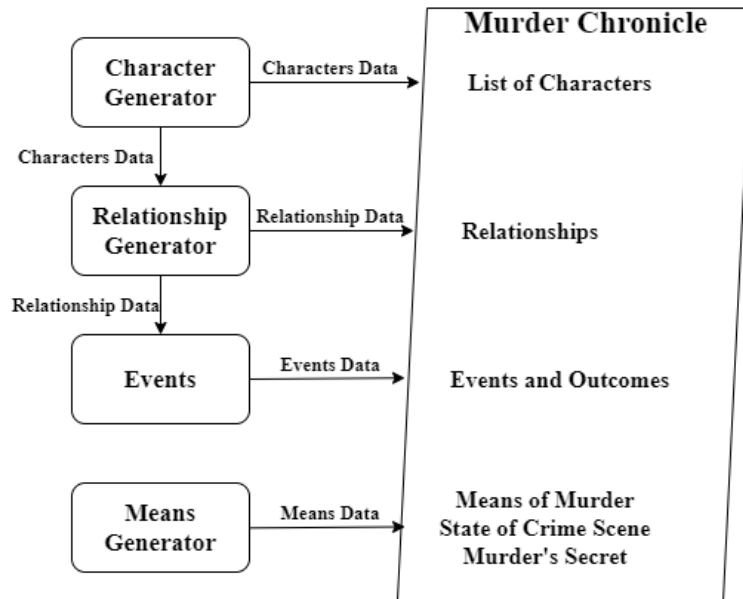 Murder Chronicle
Character
Generator
Characters Data
List of Characters
Characters Data
Relationship
Generator
Relationship Data
Relationships
Relationship Data
Events
Events Data
Events and Outcomes
Means
Generator
Means Data
Means of Murder
State of Crime Scene
Murder's Secret